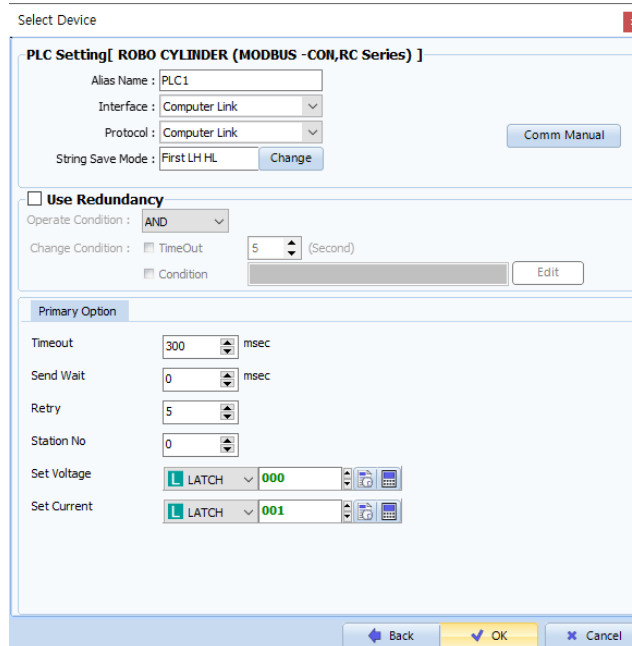 Select Device
PLC Setting[ ROBO CYLINDER (MODBUS -CON,RC Series) ]
Alias Name : PLC1
Interface : Computer Link
Protocol : Computer Link
Comm Manual
String Save Mode : First LH HL Change
Use Redundancy
Operate Condition : AND
Change Condition : TimeOut 5 (Second)
Condition Edit
Primary Option
Timeout 300 msec
Send Wait 0 msec
Retry 5
Station No 0
Set Voltage L LATCH 000
Set Current L LATCH 001
Back OK Cancel